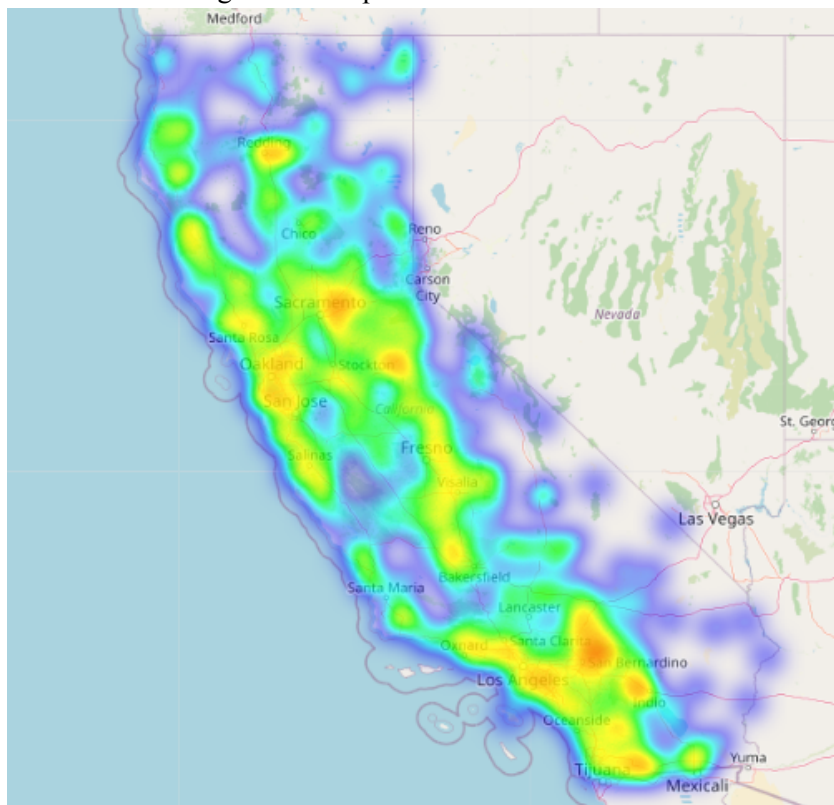 Medford
Redding
Chico
Reno
Carson
City
Sacramento
Nevada
Santa Rosa
Oakland
Stockton
San Jose
California
St. Georg
Fresno
Salinas
Visalia
Las Vegas
Bakersfield
Santa Maria
Lancaster
Oxnard
Santa Clarita
San Bernardino
Los Angeles
Indio
Oceanside
Yuma
Tijuana
Mexicali